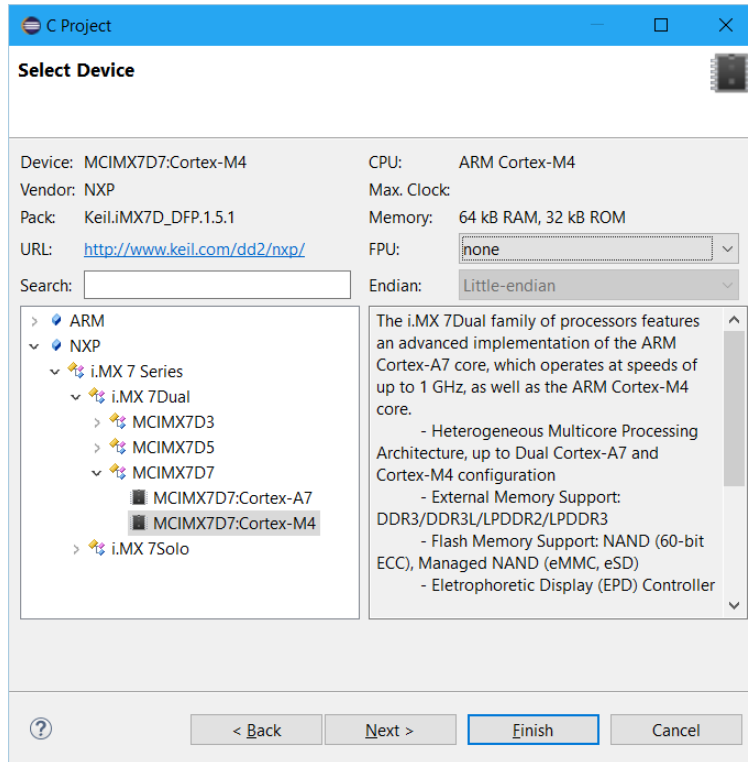 C Project
Select Device
Device: MCIMX7D7:Cortex-M4
CPU: ARM Cortex-M4
Vendor: NXP
Max. Clock:
Pack: Keil.iMX7D_DFP.1.5.1
Memory: 64 kB RAM, 32 kB ROM
URL: http://www.keil.com/dd2/nxp/
FPU: none
Search:
Endian: Little-endian
ARM
NXP
i.MX 7 Series
i.MX 7Dual
MCIMX7D3
MCIMX7D5
MCIMX7D7
MCIMX7D7:Cortex-A7
MCIMX7D7:Cortex-M4
i.MX 7Solo
The i.MX 7Dual family of processors features
an advanced implementation of the ARM
Cortex-A7 core, which operates at speeds of
up to 1 GHz, as well as the ARM Cortex-M4
core.
- Heterogeneous Multicore Processing
Architecture, up to Dual Cortex-A7 and
Cortex-M4 configuration
- External Memory Support:
DDR3/DDR3L/LPDDR2/LPDDR3
- Flash Memory Support: NAND (60-bit
ECC), Managed NAND (eMMC, eSD)
- Eletrophoretic Display (EPD) Controller
?
< Back
Next >
Finish
Cancel